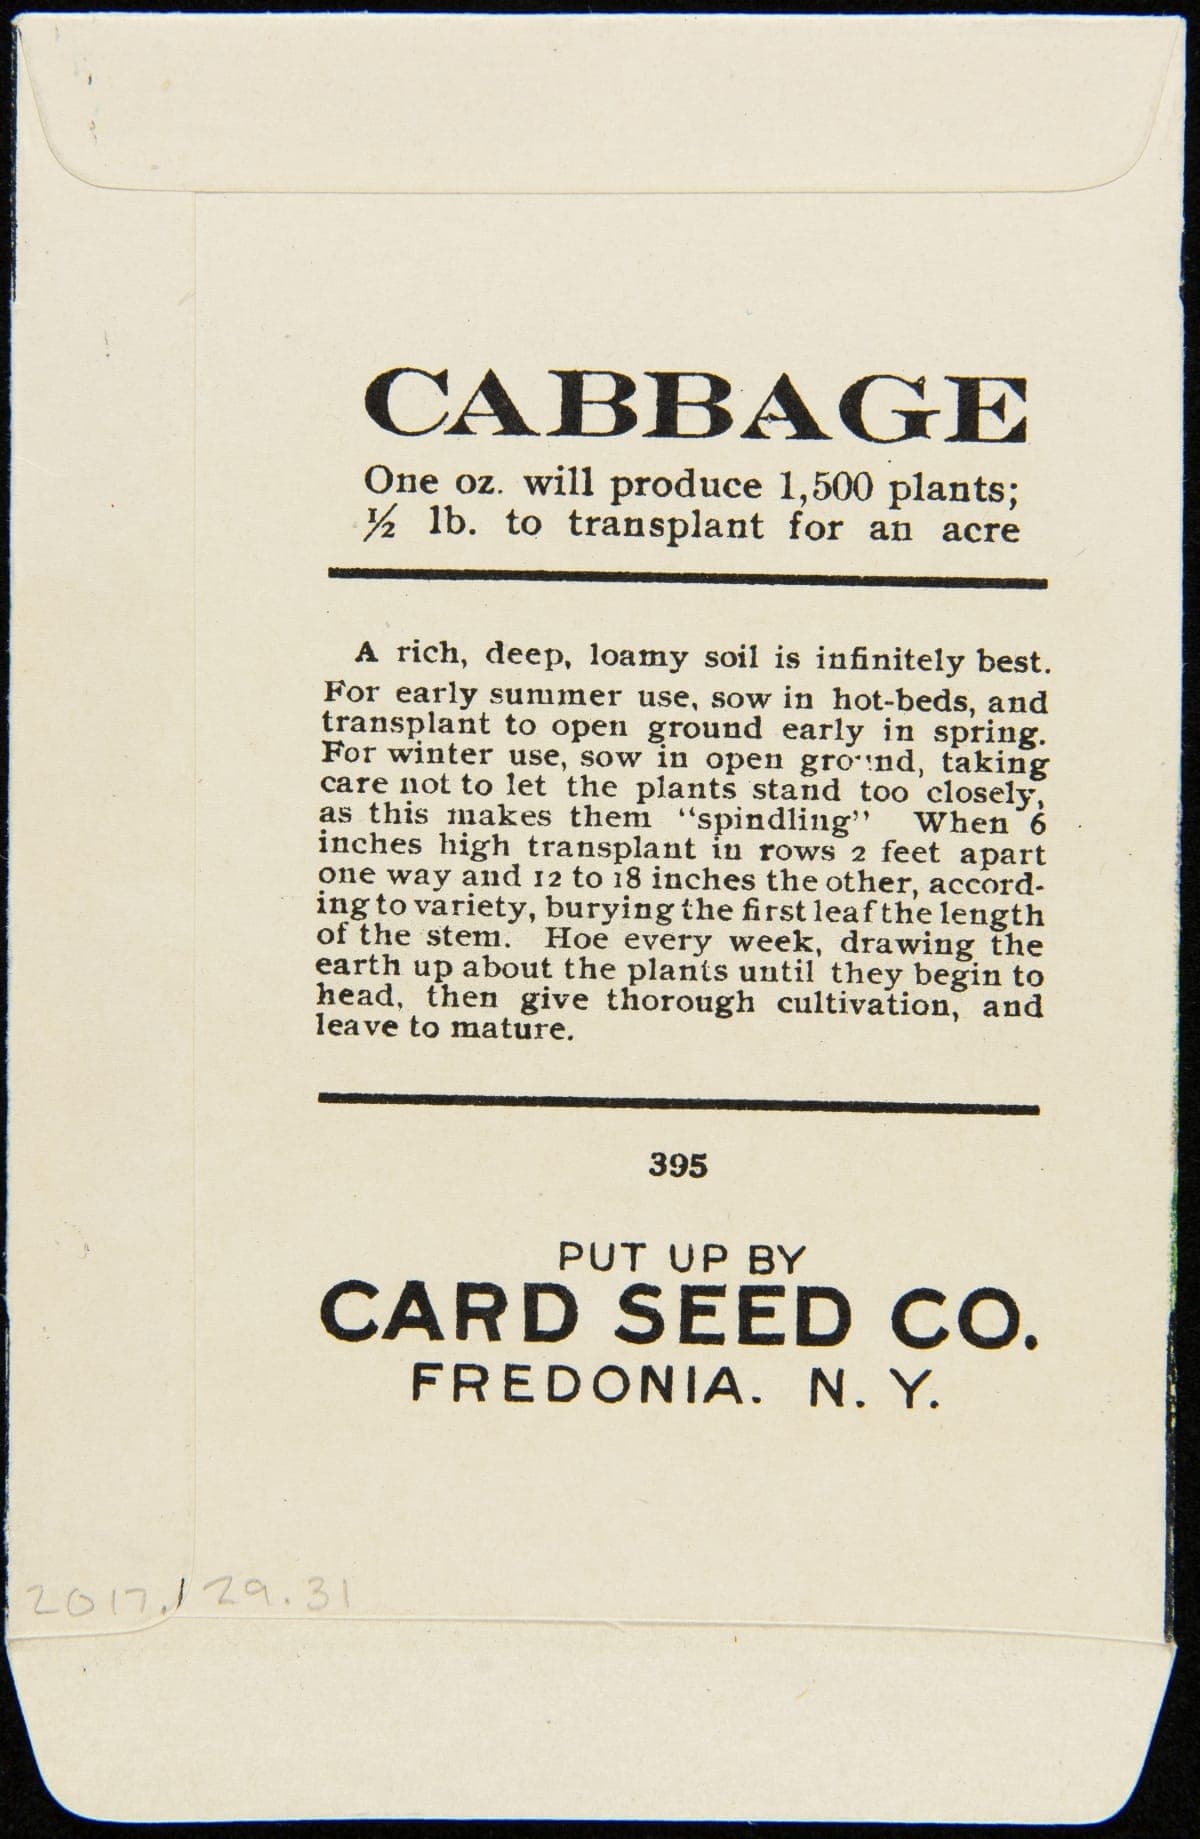 CABBAGE
One oz. will produce 1,500 plants;
½ lb. to transplant for an acre
A rich, deep, loamy soil is infinitely best.
For early summer use, sow in hot-beds, and
transplant to open ground early in spring.
For winter use, sow in open ground, taking
care not to let the plants stand too closely,
as this makes them "spindling" When 6
inches high transplant in rows 2 feet apart
one way and 12 to 18 inches the other, accord-
ing to variety, burying the first leaf the length
of the stem. Hoe every week, drawing the
earth up about the plants until they begin to
head, then give thorough cultivation, and
leave to mature.
395
PUT UP BY
CARD SEED CO.
FREDONIA. N. Y.
2017.129.31